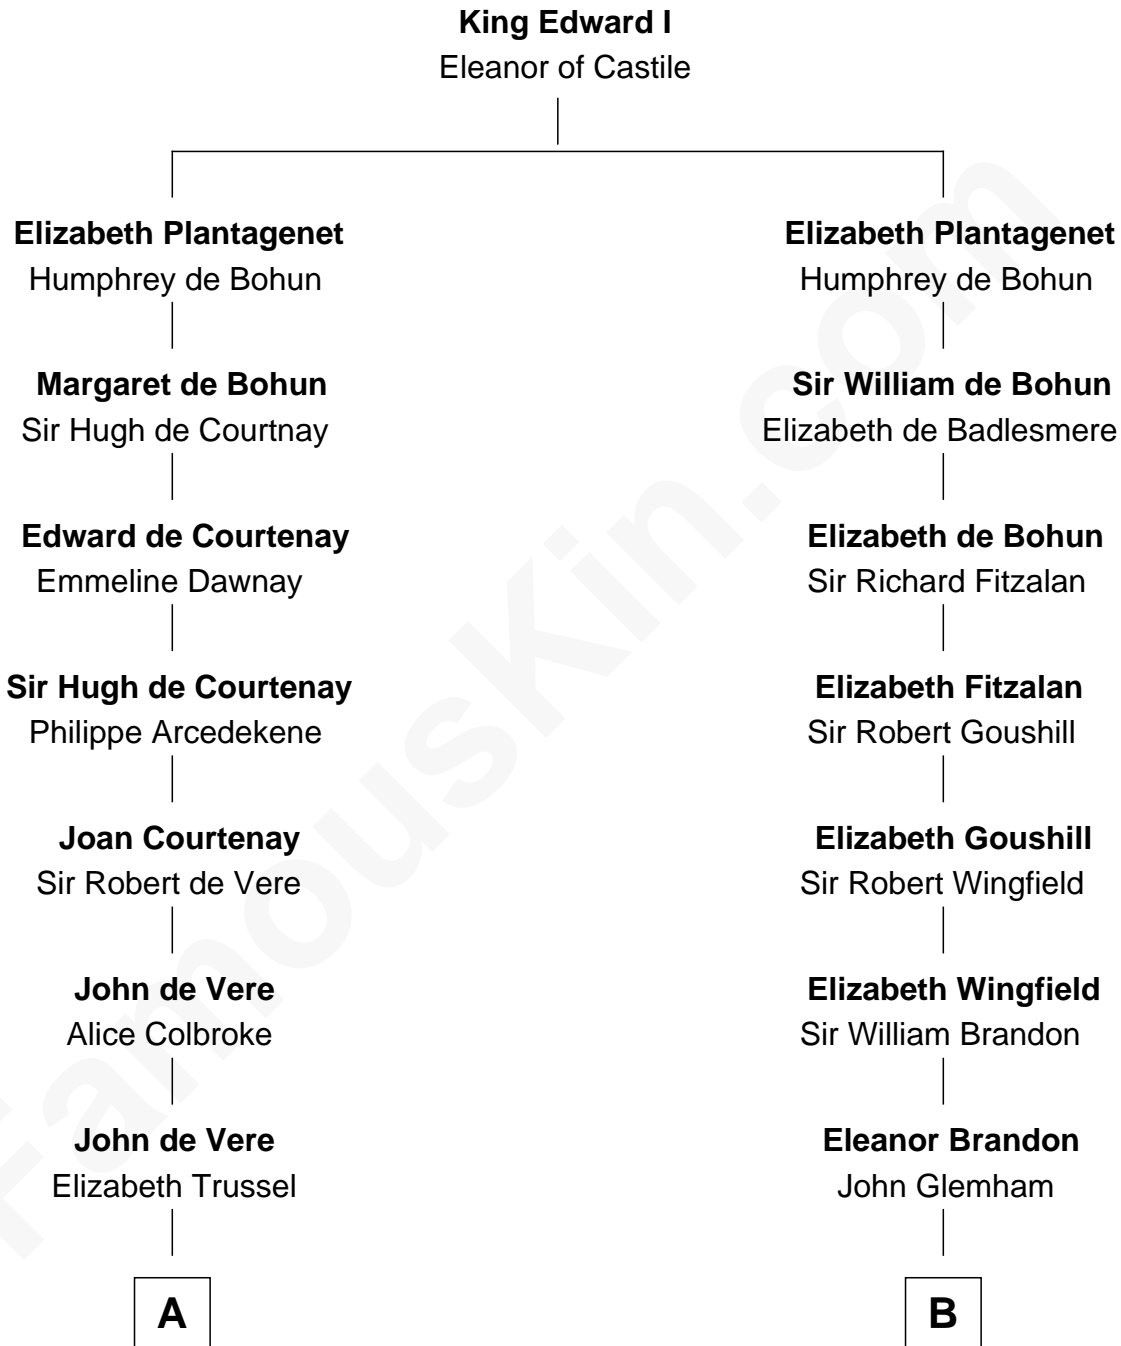 King Edward I
Eleanor of Castile
Elizabeth Plantagenet
Humphrey de Bohun
Margaret de Bohun
Sir Hugh de Courtnay
Edward de Courtenay
Emmeline Dawnay
Sir Hugh de Courtenay
Philippe Arcedekene
Joan Courtenay
Sir Robert de Vere
John de Vere
Alice Colbroke
John de Vere
Elizabeth Trussel
A
Elizabeth Plantagenet
Humphrey de Bohun
Sir William de Bohun
Elizabeth de Badlesmere
Elizabeth de Bohun
Sir Richard Fitzalan
Elizabeth Fitzalan
Sir Robert Goushill
Elizabeth Goushill
Sir Robert Wingfield
Elizabeth Wingfield
Sir William Brandon
Eleanor Brandon
John Glemham
B
FamousKin.com